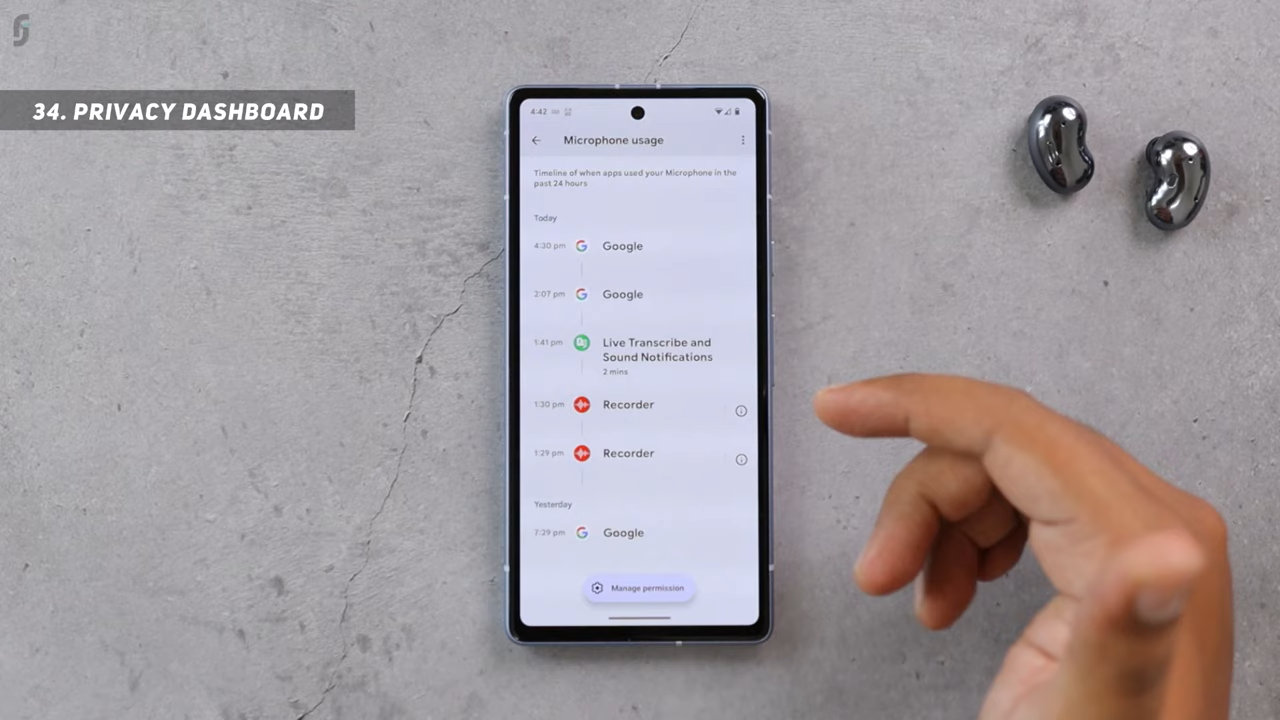 34. PRIVACY DASHBOARD
4:42
Microphone usage
Timeline of when apps used your Microphone in the
past 24 hours
Today
4:30 pm Google
2:07 pm Google
1:41 pm Live Transcribe and
Sound Notifications
2 mins
1:30 pm Recorder
1:29 pm Recorder
Yesterday
7:29 pm Google
Manage permission